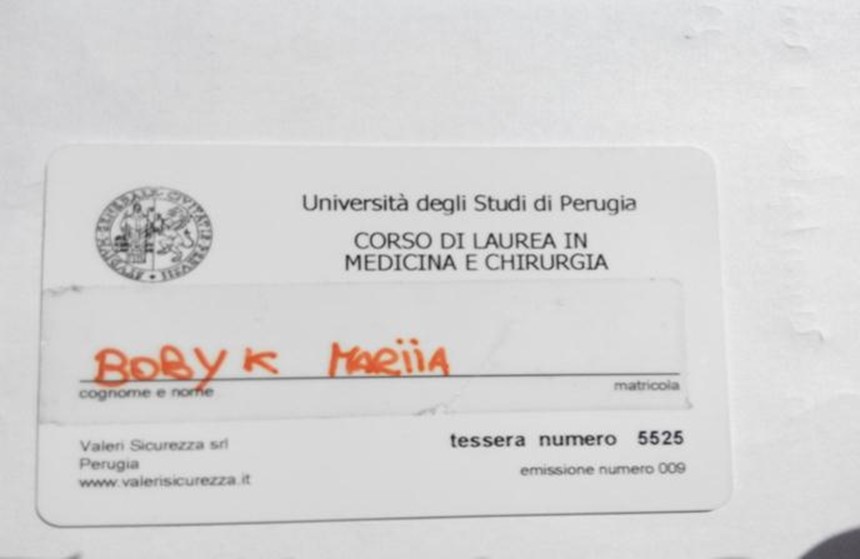 Università degli Studi di Perugia
CORSO DI LAUREA IN
MEDICINA E CHIRURGIA
BOBYK MARiiA
cognome e nome
matricola
Valeri Sicurezza srl
Perugia
www.valerisicurezza.it
tessera numero 5525
emissione numero 009